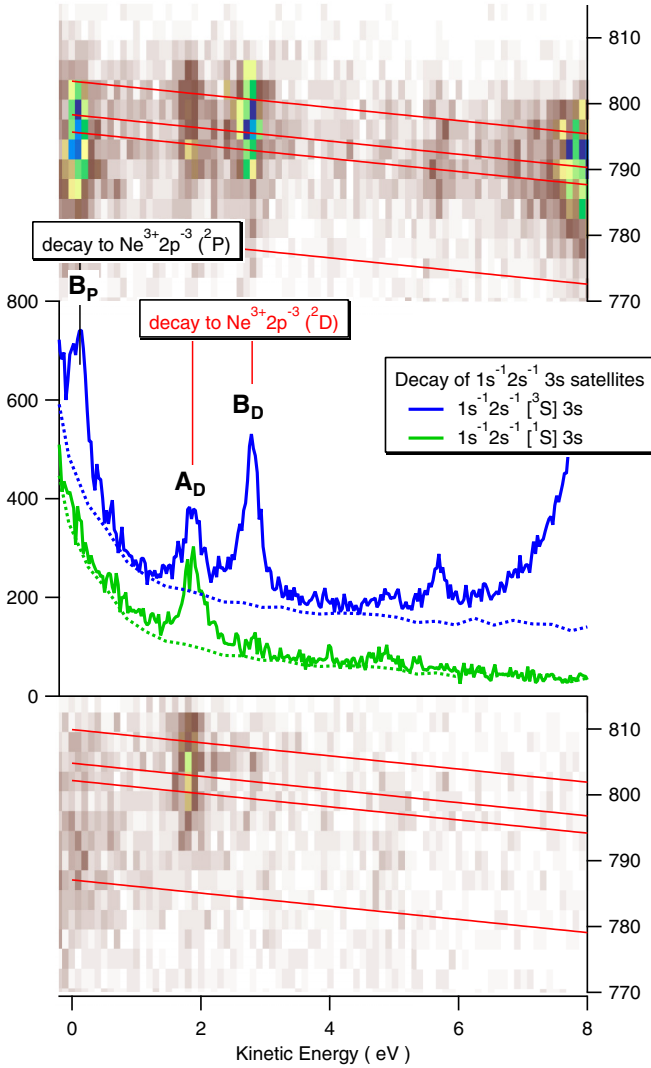 810
800
790
780
770
decay to Ne3+2p-3 (2P)
BP
800
decay to Ne3+2p-3 (2D)
Decay of 1s-12s-1 3s satellites
1s-12s-1 [3S] 3s
1s-12s-1 [1S] 3s
600
BD
AD
400
200
0
810
800
790
780
770
0 2 4 6 8
Kinetic Energy ( eV )